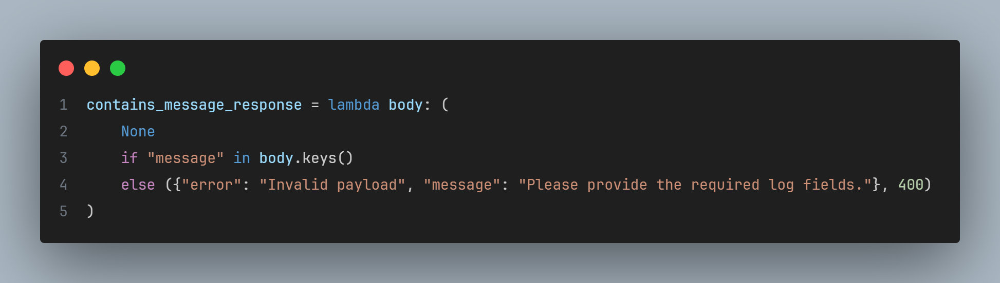 1 contains_message_response = lambda body: (
2     None
3     if "message" in body.keys()
4     else ({"error": "Invalid payload", "message": "Please provide the required log fields."}, 400)
5 )